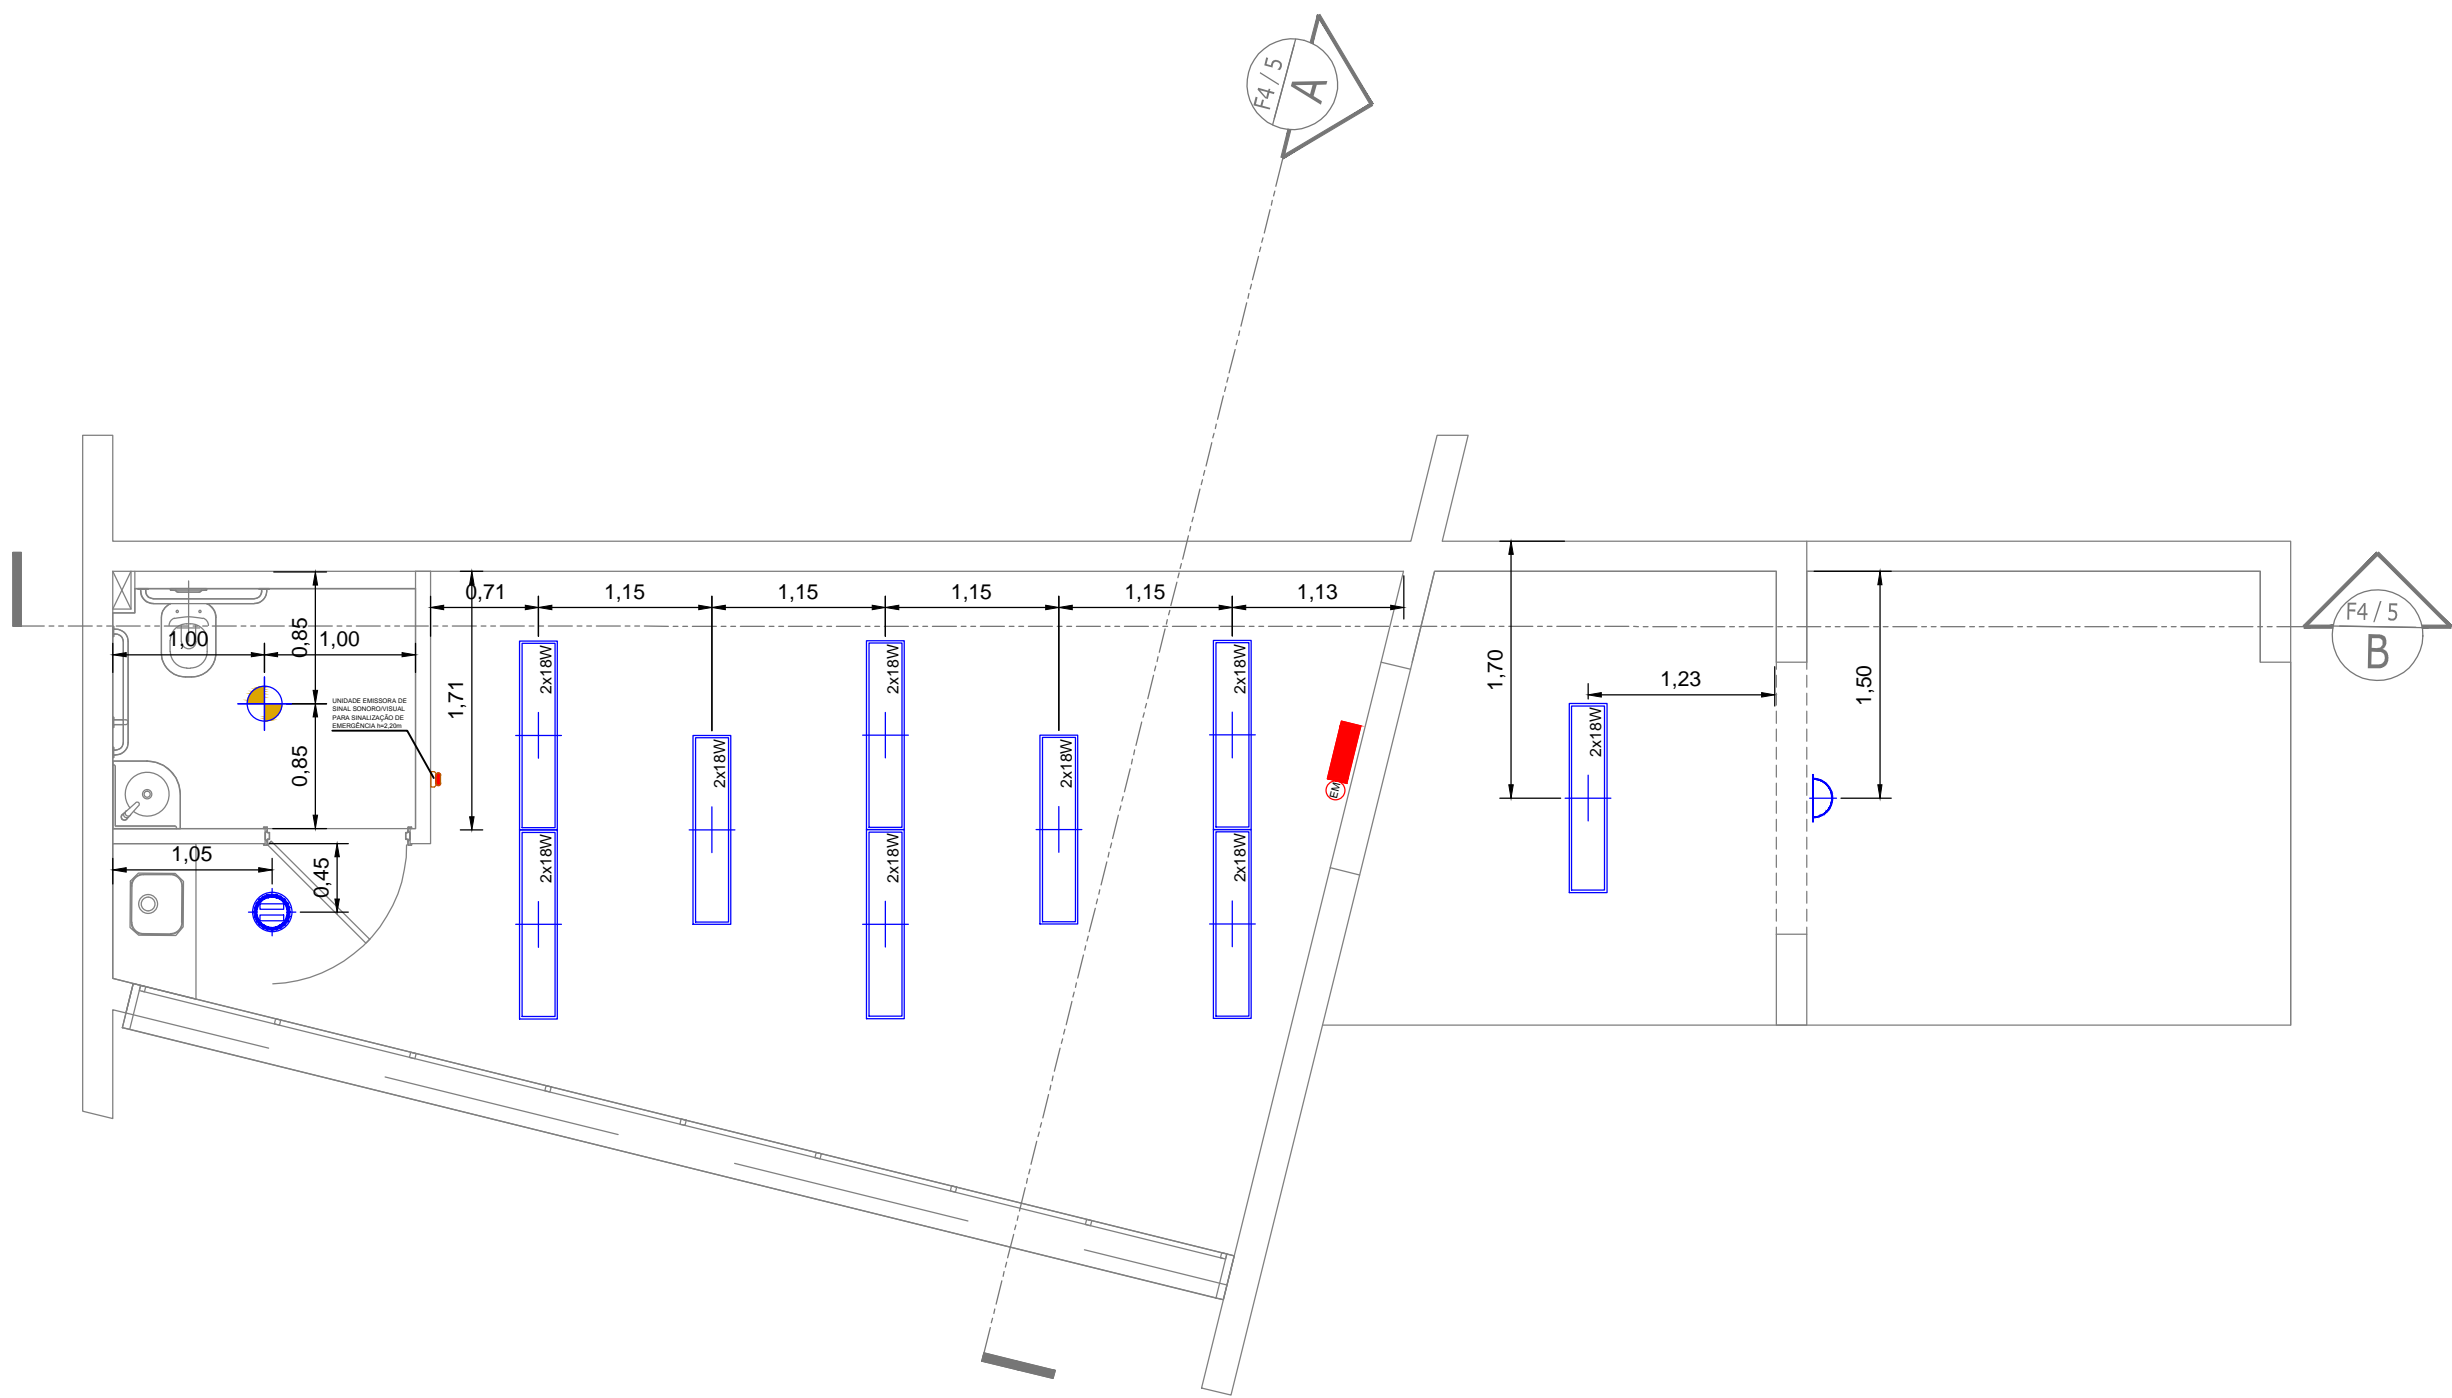 F4 / 5
A
0,71
1,15
1,15
1,15
1,15
1,13
F4 / 5
B
1,00
0,85
1,00
1,71
1,70
1,23
1,50
2x18W
2x18W
2x18W
2x18W
2x18W
2x18W
UNIDADE EMISSORA DE
SINAL SONORO/VISUAL
PARA SINALIZAÇÃO DE
EMERGÊNCIA h=2,20m
0,85
EM
1,05
0,45
2x18W
2x18W
2x18W